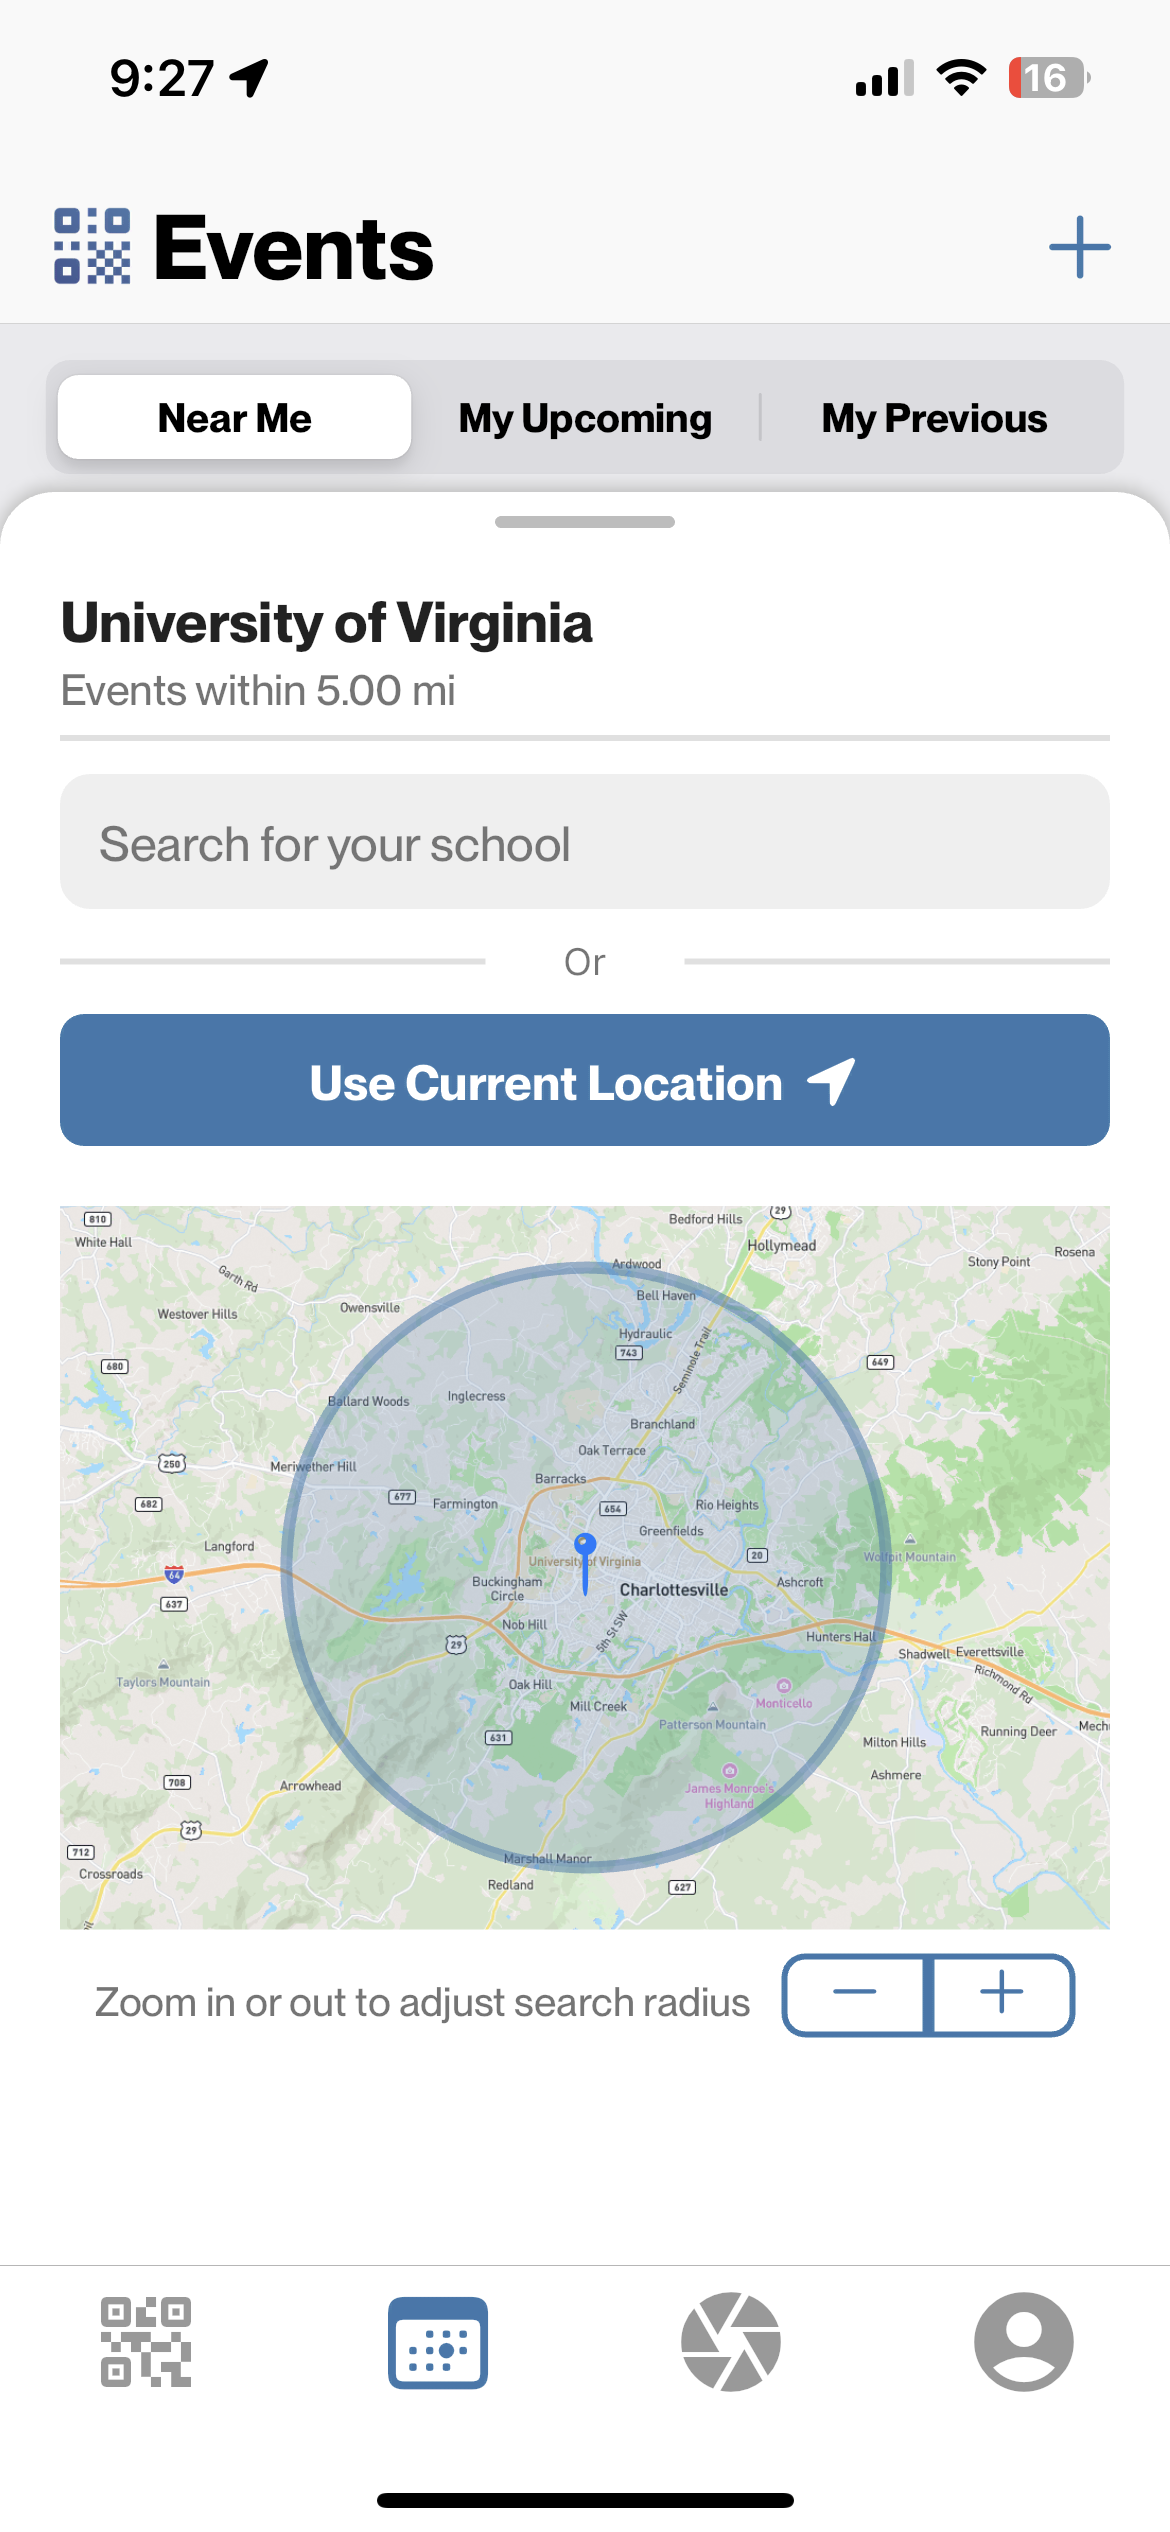 9:27
16
Events
Near Me
My Upcoming
My Previous
University of Virginia
Events within 5.00 mi
Search for your school
Or
Use Current Location
810
White Hall
Garth Rd
Bedford Hills
29
Hollymead
Rosena
Stony Point
Ardwood
Bell Haven
Westover Hills
Owensville
Hydraulic
743
Seminole Trail
680
649
Ballard Woods
Inglecress
Branchland
Oak Terrace
250
Meriwether Hill
Barracks
682
677
Farmington
654
Rio Heights
Greenfields
Langford
University of Virginia
20
Wolfpit Mountain
64
Buckingham
Circle
Charlottesville
Ashcroft
637
Nob Hill
5th St SW
Hunters Hall
29
Shadwell
Everettsville
Taylors Mountain
Oak Hill
Richmond Rd
Mill Creek
Monticello
Patterson Mountain
631
Running Deer
Mech
Milton Hills
708
Arrowhead
James Monroe's
Highland
Ashmere
29
712
Crossroads
Marshall Manor
Redland
627
Zoom in or out to adjust search radius